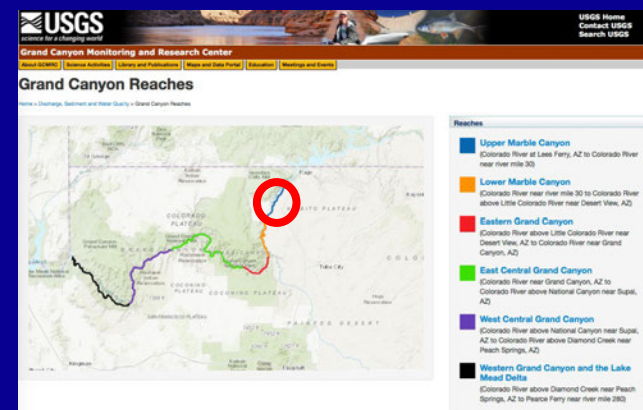 USGS
science for a changing world
USGS Home
Contact USGS
Search USGS
Grand Canyon Monitoring and Research Center
About GCMRC
Science Activities
Library and Publications
Maps and Data Portal
Education
Meetings and Events
Grand Canyon Reaches
Home > Discharge, Sediment and Water Quality > Grand Canyon Reaches
Page
COLORADO
PLATEAU
COCONINO PLATEAU
PAINTED DESERT
Tuba City
Kingman
Reaches
Upper Marble Canyon
(Colorado River at Lees Ferry, AZ to Colorado River
near river mile 30)
Lower Marble Canyon
(Colorado River near river mile 30 to Colorado River
above Little Colorado River near Desert View, AZ)
Eastern Grand Canyon
(Colorado River above Little Colorado River near
Desert View, AZ to Colorado River near Grand
Canyon, AZ)
East Central Grand Canyon
(Colorado River near Grand Canyon, AZ to
Colorado River above National Canyon near Supai,
AZ)
West Central Grand Canyon
(Colorado River above National Canyon near Supai,
AZ to Colorado River above Diamond Creek near
Peach Springs, AZ)
Western Grand Canyon and the Lake
Mead Delta
(Colorado River above Diamond Creek near Peach
Springs, AZ to Pearce Ferry near river mile 280)